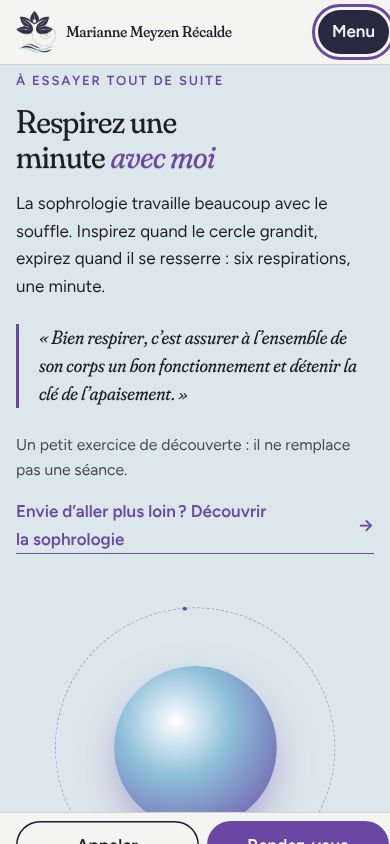 Marianne Meyzen Récalde
Menu
À ESSAYER TOUT DE SUITE
Respirez une
minute avec moi
La sophrologie travaille beaucoup avec le
souffle. Inspirez quand le cercle grandit,
expirez quand il se resserre : six respirations,
une minute.
« Bien respirer, c’est assurer à l’ensemble de
son corps un bon fonctionnement et détenir la
clé de l’apaisement. »
Un petit exercice de découverte : il ne remplace
pas une séance.
Envie d’aller plus loin ? Découvrir
la sophrologie →
Appeler
Rendez-vous